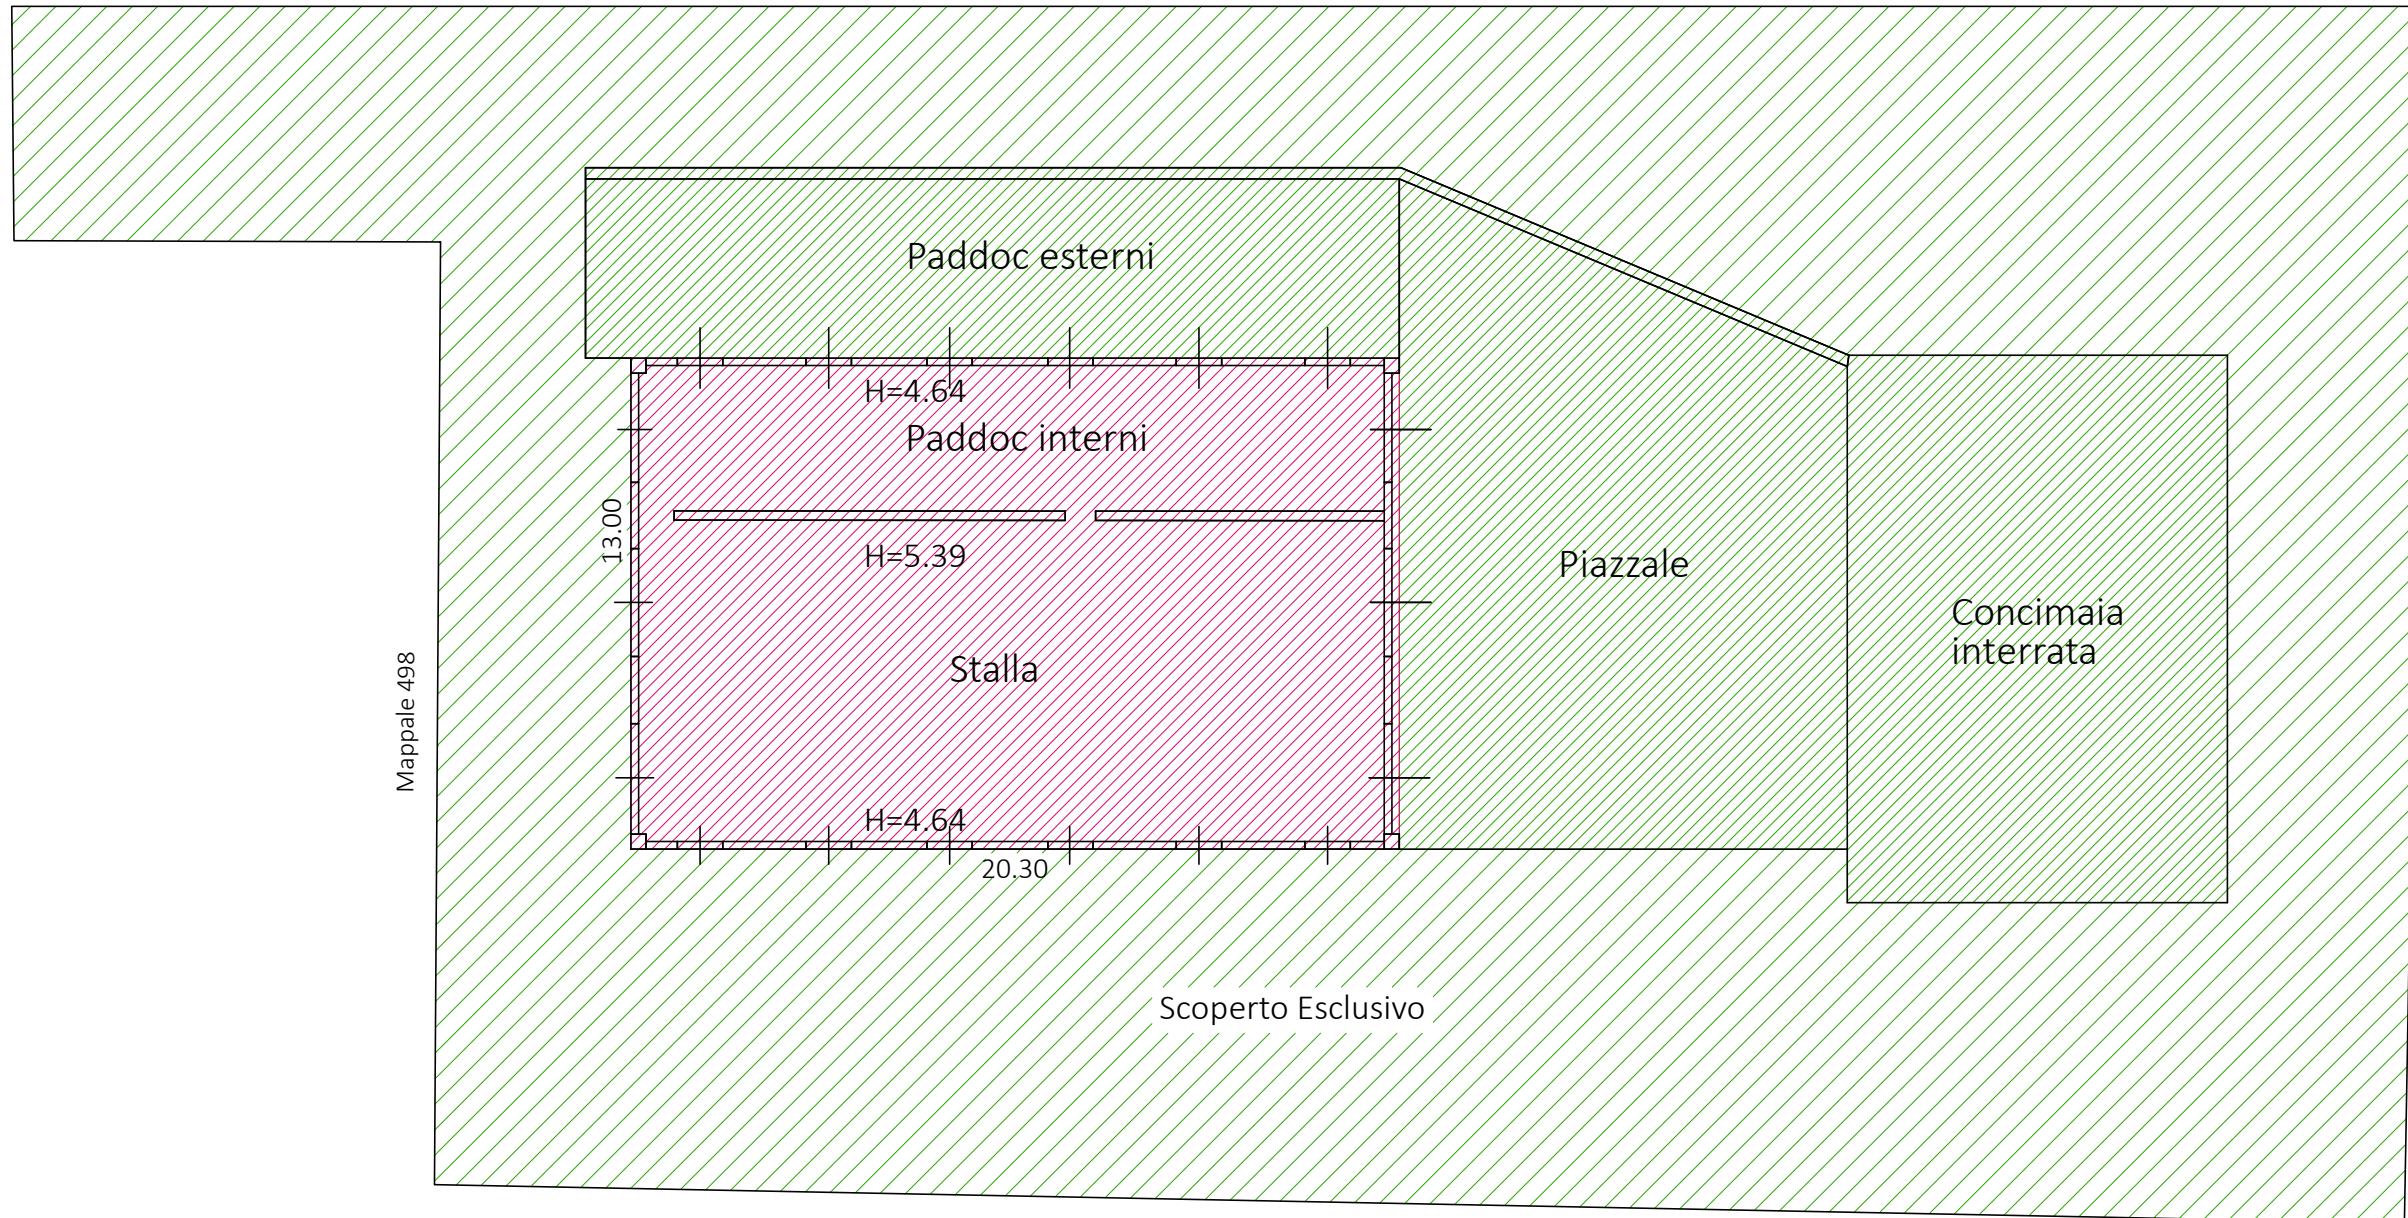 Paddoc esterni
H=4.64
Paddoc interni
13.00
H=5.39
Piazzale
Concimaia
interrata
Stalla
Mappale 498
H=4.64
20.30
Scoperto Esclusivo